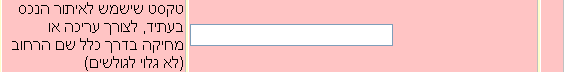 טקסט שישמש לאיתור הנכס
בעתיד, לצורך עריכה או
מחיקה בדרך כלל שם הרחוב
(לא גלוי לגולשים)